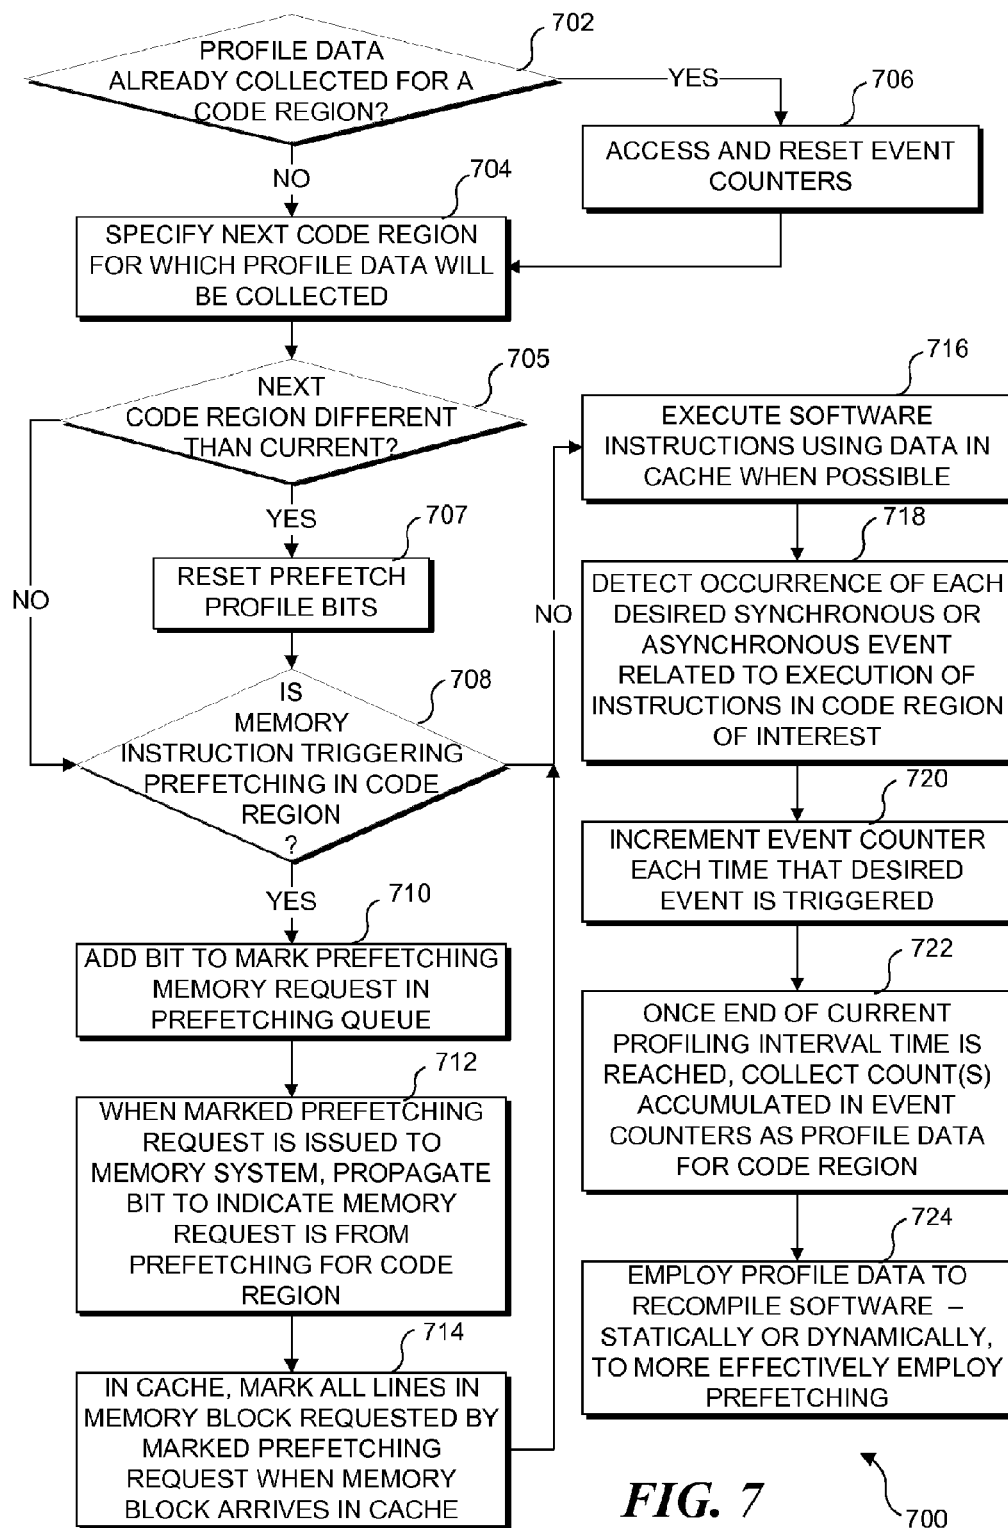 702
PROFILE DATA
ALREADY COLLECTED FOR A
CODE REGION?
YES
706
ACCESS AND RESET EVENT
COUNTERS
NO
704
SPECIFY NEXT CODE REGION
FOR WHICH PROFILE DATA WILL
BE COLLECTED
705
NEXT
CODE REGION DIFFERENT
THAN CURRENT?
YES
NO
707
RESET PREFETCH
PROFILE BITS
708
IS
MEMORY
INSTRUCTION TRIGGERING
PREFETCHING IN CODE
REGION
?
NO
YES
710
ADD BIT TO MARK PREFETCHING
MEMORY REQUEST IN
PREFETCHING QUEUE
712
WHEN MARKED PREFETCHING
REQUEST IS ISSUED TO
MEMORY SYSTEM, PROPAGATE
BIT TO INDICATE MEMORY
REQUEST IS FROM
PREFETCHING FOR CODE
REGION
714
IN CACHE, MARK ALL LINES IN
MEMORY BLOCK REQUESTED BY
MARKED PREFETCHING
REQUEST WHEN MEMORY
BLOCK ARRIVES IN CACHE
716
EXECUTE SOFTWARE
INSTRUCTIONS USING DATA IN
CACHE WHEN POSSIBLE
718
DETECT OCCURRENCE OF EACH
DESIRED SYNCHRONOUS OR
ASYNCHRONOUS EVENT
RELATED TO EXECUTION OF
INSTRUCTIONS IN CODE REGION
OF INTEREST
720
INCREMENT EVENT COUNTER
EACH TIME THAT DESIRED
EVENT IS TRIGGERED
722
ONCE END OF CURRENT
PROFILING INTERVAL TIME IS
REACHED, COLLECT COUNT(S)
ACCUMULATED IN EVENT
COUNTERS AS PROFILE DATA
FOR CODE REGION
724
EMPLOY PROFILE DATA TO
RECOMPILE SOFTWARE –
STATICALLY OR DYNAMICALLY,
TO MORE EFFECTIVELY EMPLOY
PREFETCHING
FIG. 7
700